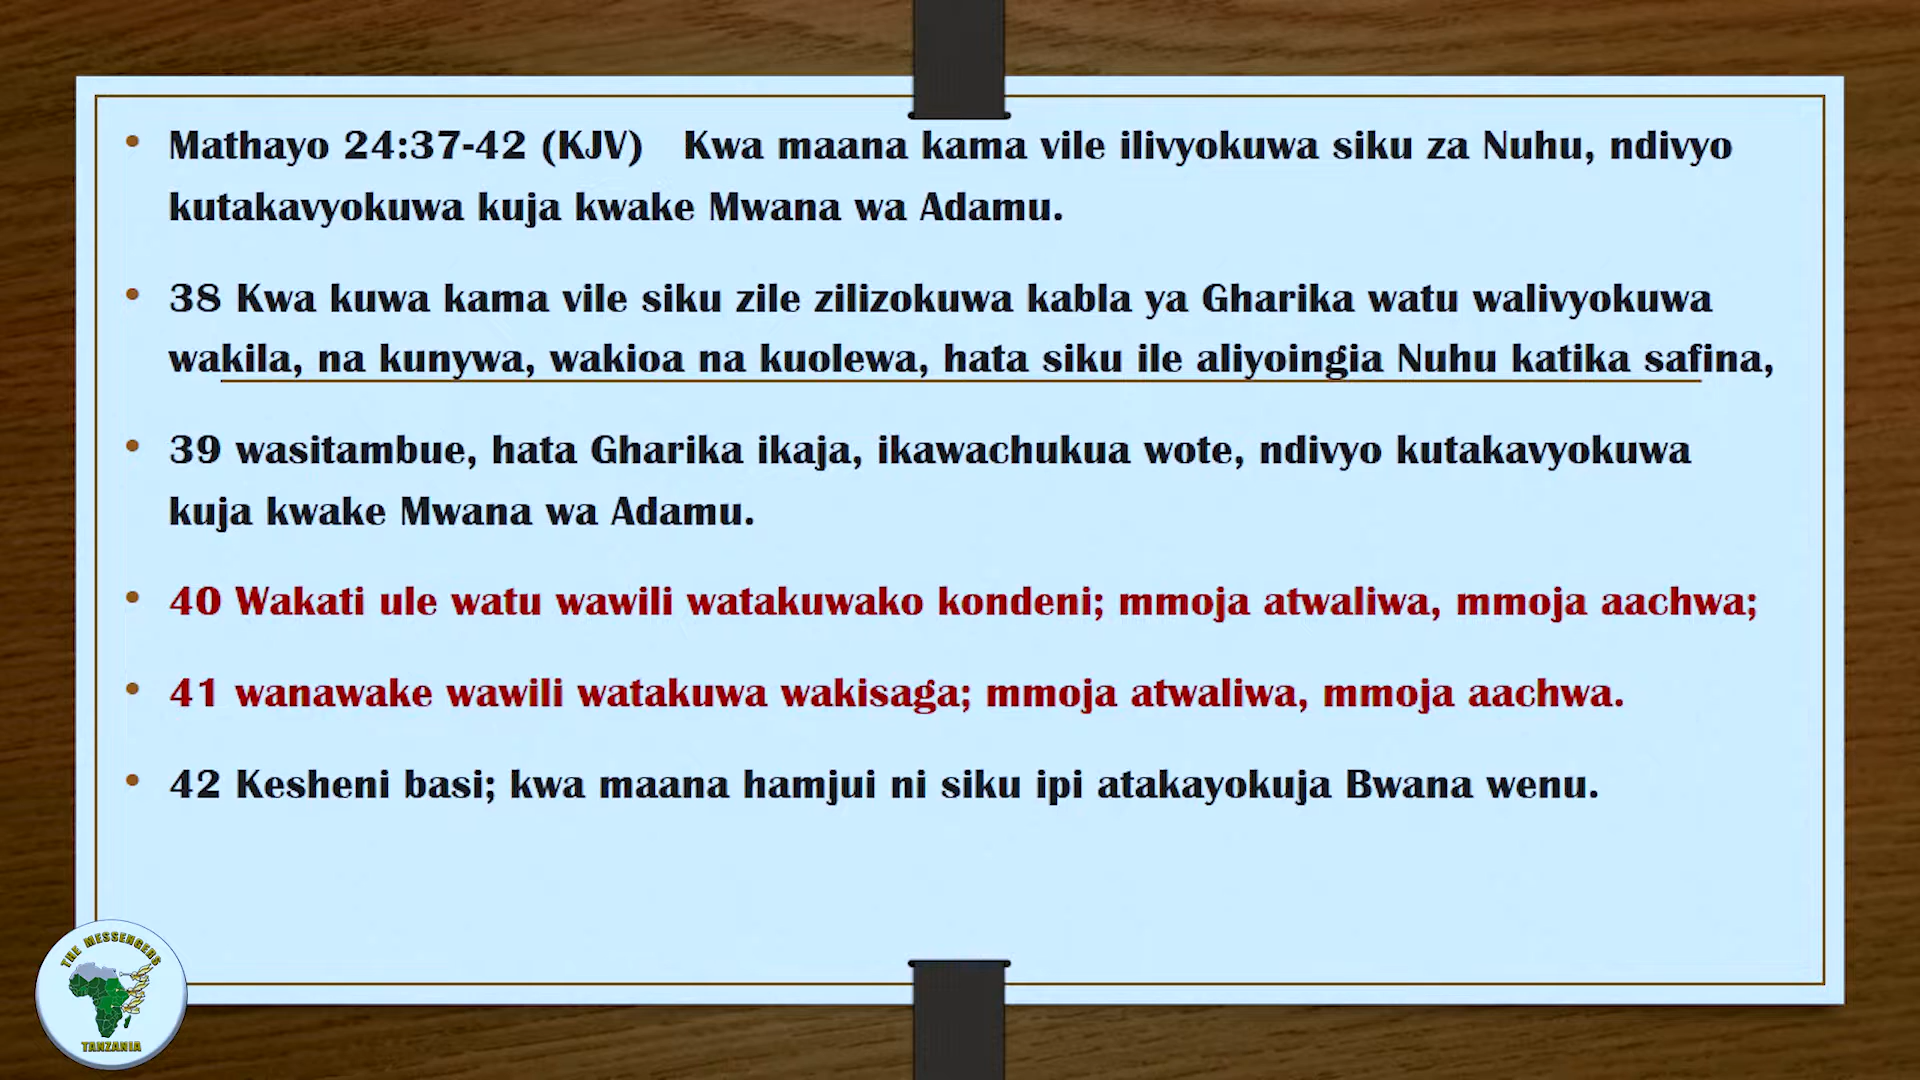 • Mathayo 24:37-42 (KJV) Kwa maana kama vile ilivyokuwa siku za Nuhu, ndivyo
kutakavyokuwa kuja kwake Mwana wa Adamu.
• 38 Kwa kuwa kama vile siku zile zilizokuwa kabla ya Gharika watu walivyokuwa
wakila, na kunywa, wakioa na kuolewa, hata siku ile aliyoingia Nuhu katika safina,
• 39 wasitambue, hata Gharika ikaja, ikawachukua wote, ndivyo kutakavyokuwa
kuja kwake Mwana wa Adamu.
• 40 Wakati ule watu wawili watakuwako kondeni; mmoja atwaliwa, mmoja aachwa;
• 41 wanawake wawili watakuwa wakisaga; mmoja atwaliwa, mmoja aachwa.
• 42 Kesheni basi; kwa maana hamjui ni siku ipi atakayokuja Bwana wenu.
THE MESSENGERS
TANZANIA